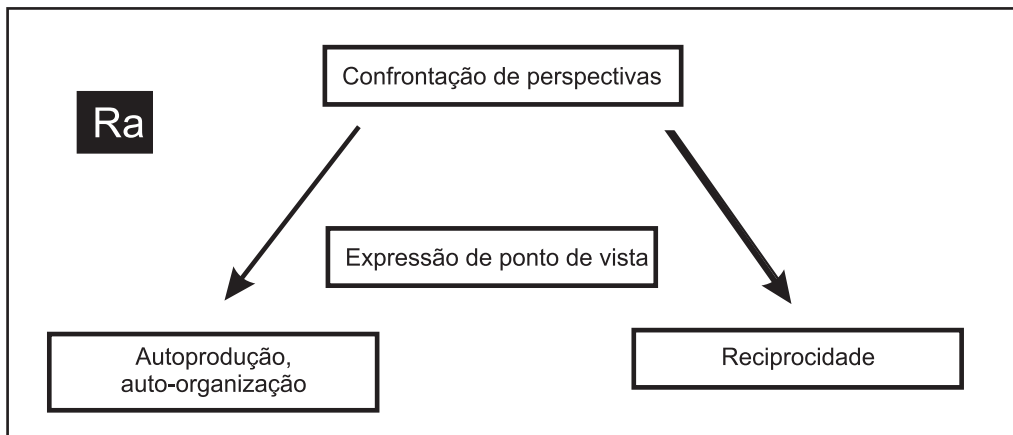 Confrontação de perspectivas
Ra
Expressão de ponto de vista
Autoprodução,
auto-organização
Reciprocidade